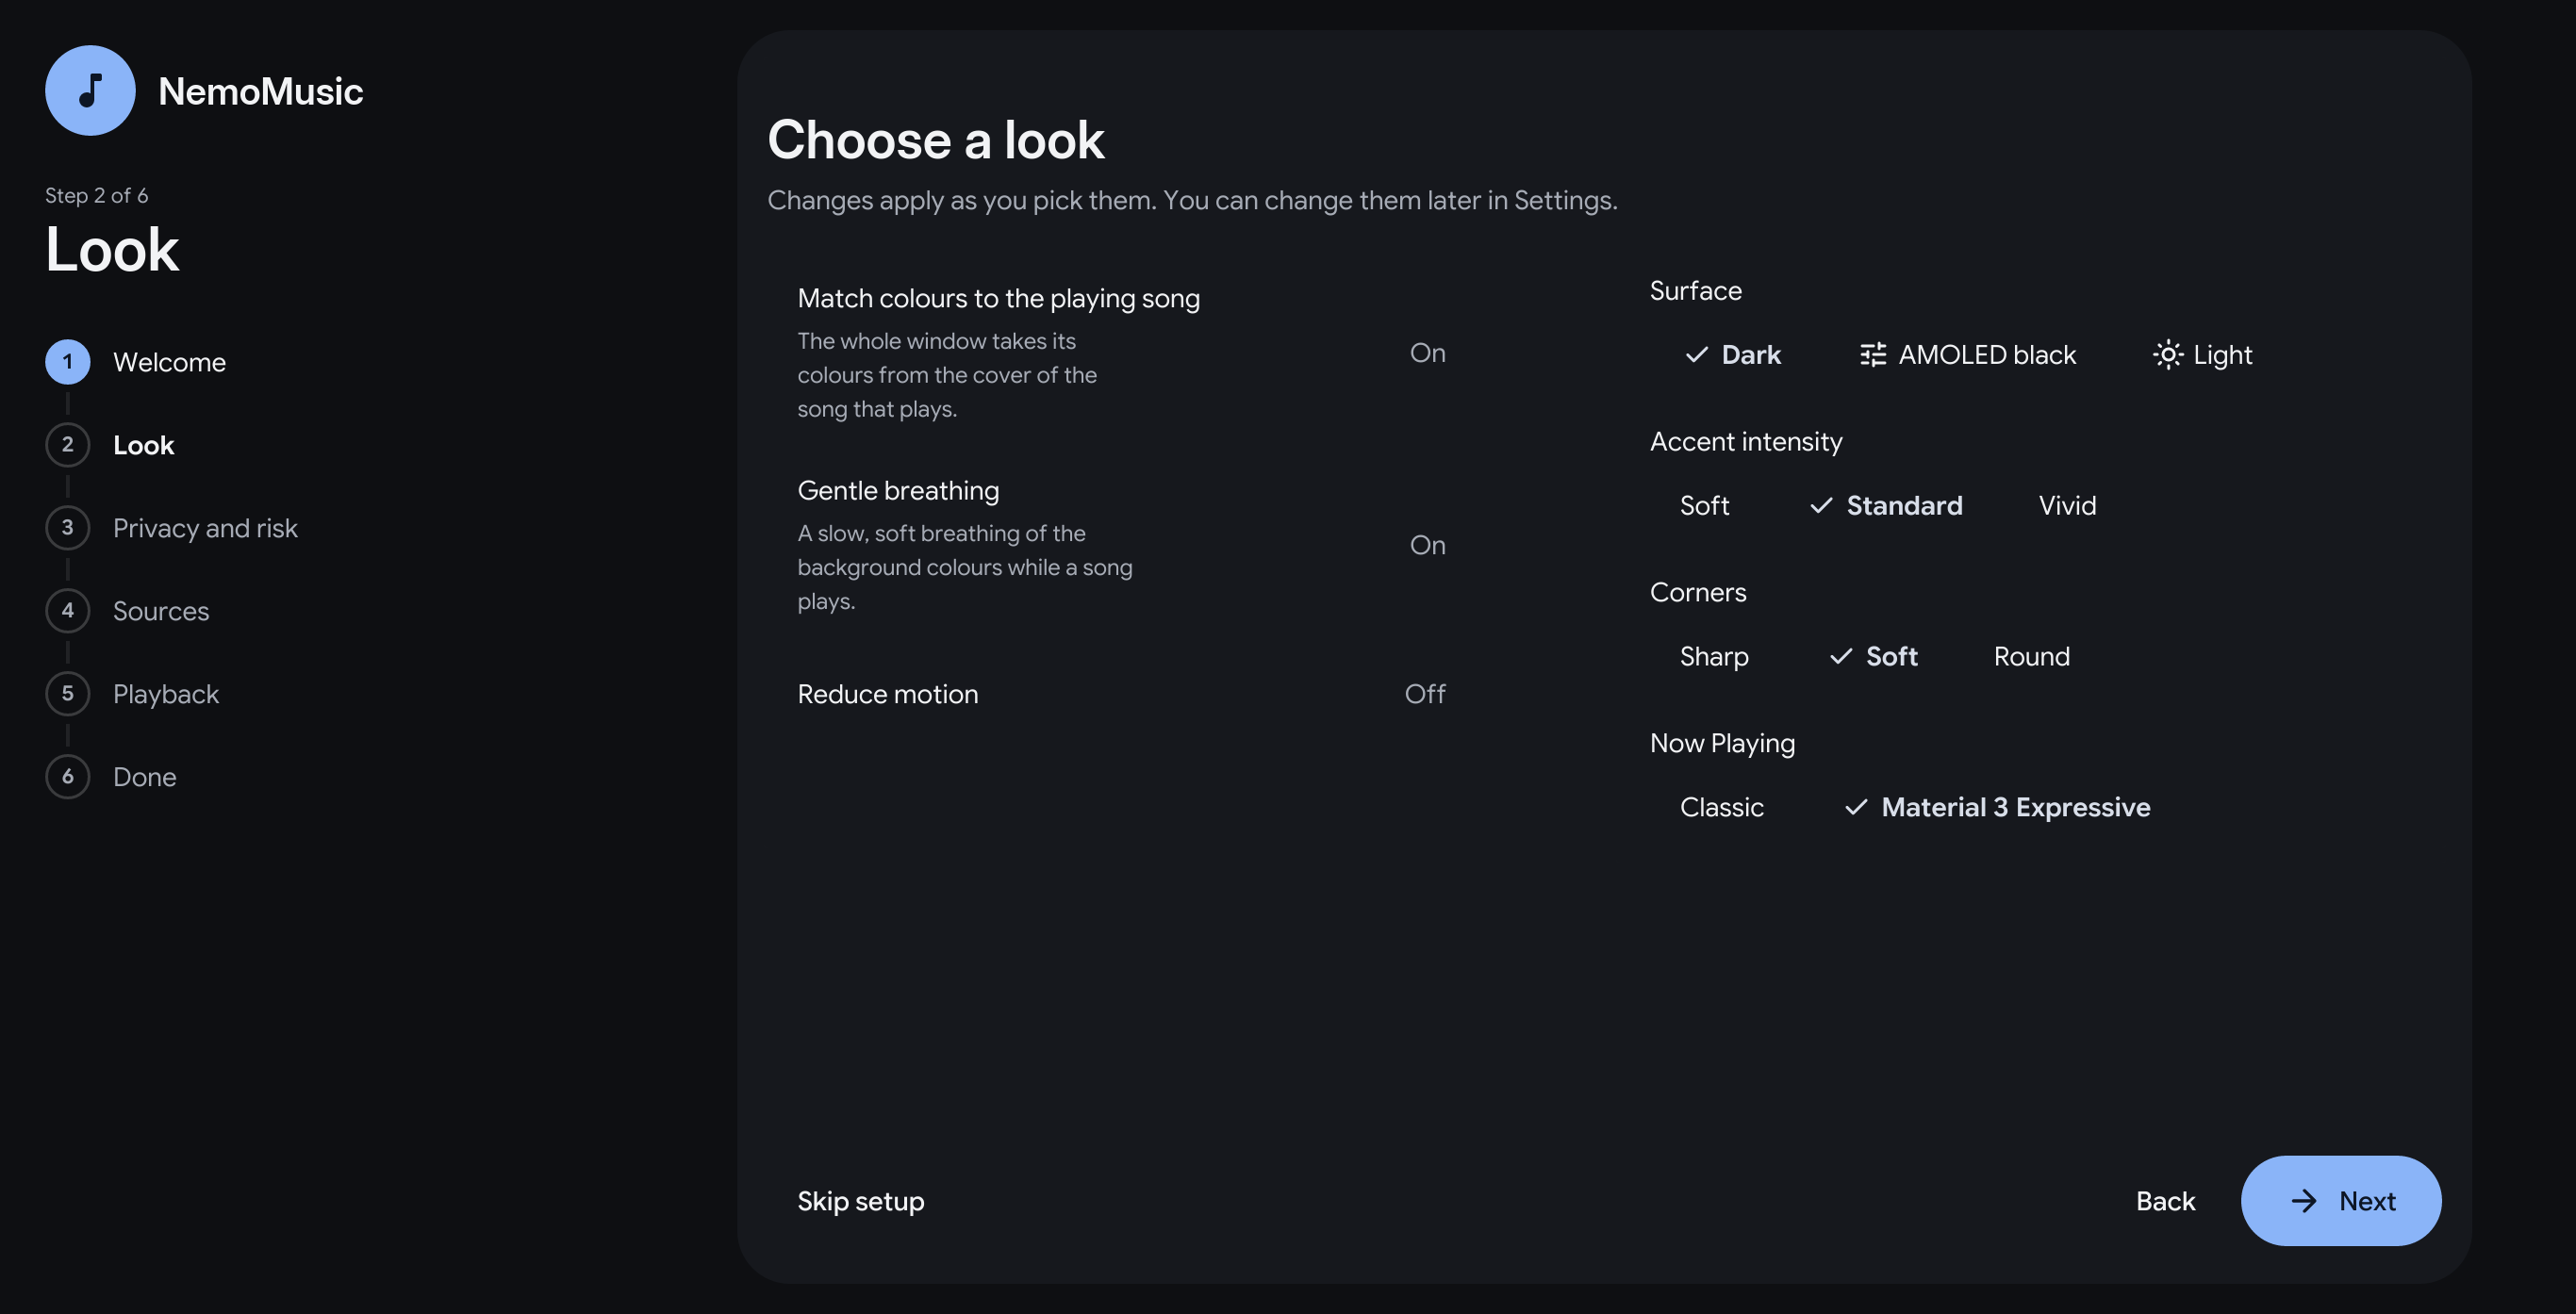 NemoMusic
Step 2 of 6
Look
1 Welcome
2 Look
3 Privacy and risk
4 Sources
5 Playback
6 Done
Choose a look
Changes apply as you pick them. You can change them later in Settings.
Match colours to the playing song
The whole window takes its
colours from the cover of the
song that plays.
On
Gentle breathing
A slow, soft breathing of the
background colours while a song
plays.
On
Reduce motion
Off
Surface
Dark AMOLED black Light
Accent intensity
Soft Standard Vivid
Corners
Sharp Soft Round
Now Playing
Classic Material 3 Expressive
Skip setup
Back
Next